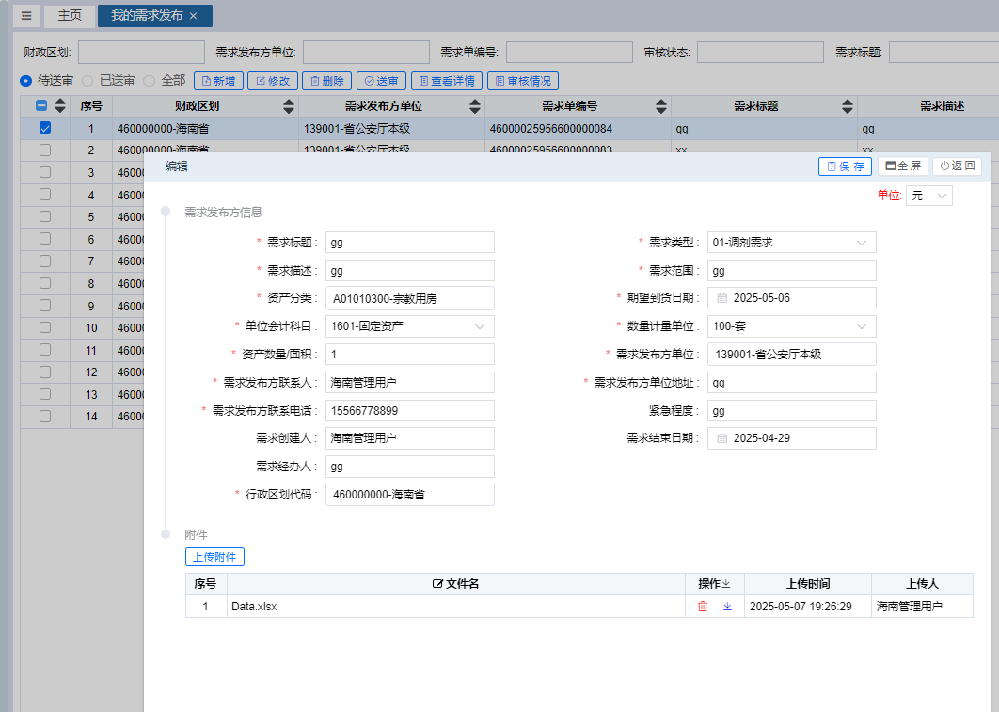 主页 我的需求发布 ×
财政区划: 需求发布方单位: 需求单编号: 审核状态: 需求标题:
待送审 已送审 全部 新增 修改 删除 送审 查看详情 审核情况
序号 财政区划 需求发布方单位 需求单编号 需求标题 需求描述
1 460000000-海南省 139001-省公安厅本级 46000025956600000084 gg gg
2 460000000-海南省 139001-省公安厅本级 46000025956600000083 xx xx
编辑 保 存 全 屏 返 回
3 4600
单位: 元
4 4600
需求发布方信息
5 4600
* 需求标题 : gg * 需求类型 : 01-调剂需求
6 4600
7 4600
* 需求描述 : gg * 需求范围 : gg
8 4600
* 资产分类 : A01010300-宗教用房 * 期望到货日期 : 2025-05-06
9 4600
* 单位会计科目 : 1601-固定资产 * 数量计量单位 : 100-套
10 4600
11 4600
* 资产数量/面积 : 1 * 需求发布方单位 : 139001-省公安厅本级
12 4600
* 需求发布方联系人 : 海南管理用户 * 需求发布方单位地址 : gg
13 4600
* 需求发布方联系电话 : 15566778899 紧急程度 : gg
14 4600
需求创建人 : 海南管理用户 需求结束日期 : 2025-04-29
需求经办人 : gg
* 行政区划代码 : 460000000-海南省
附件
上传附件
序号 文件名 操作 上传时间 上传人
1 Data.xlsx 2025-05-07 19:26:29 海南管理用户